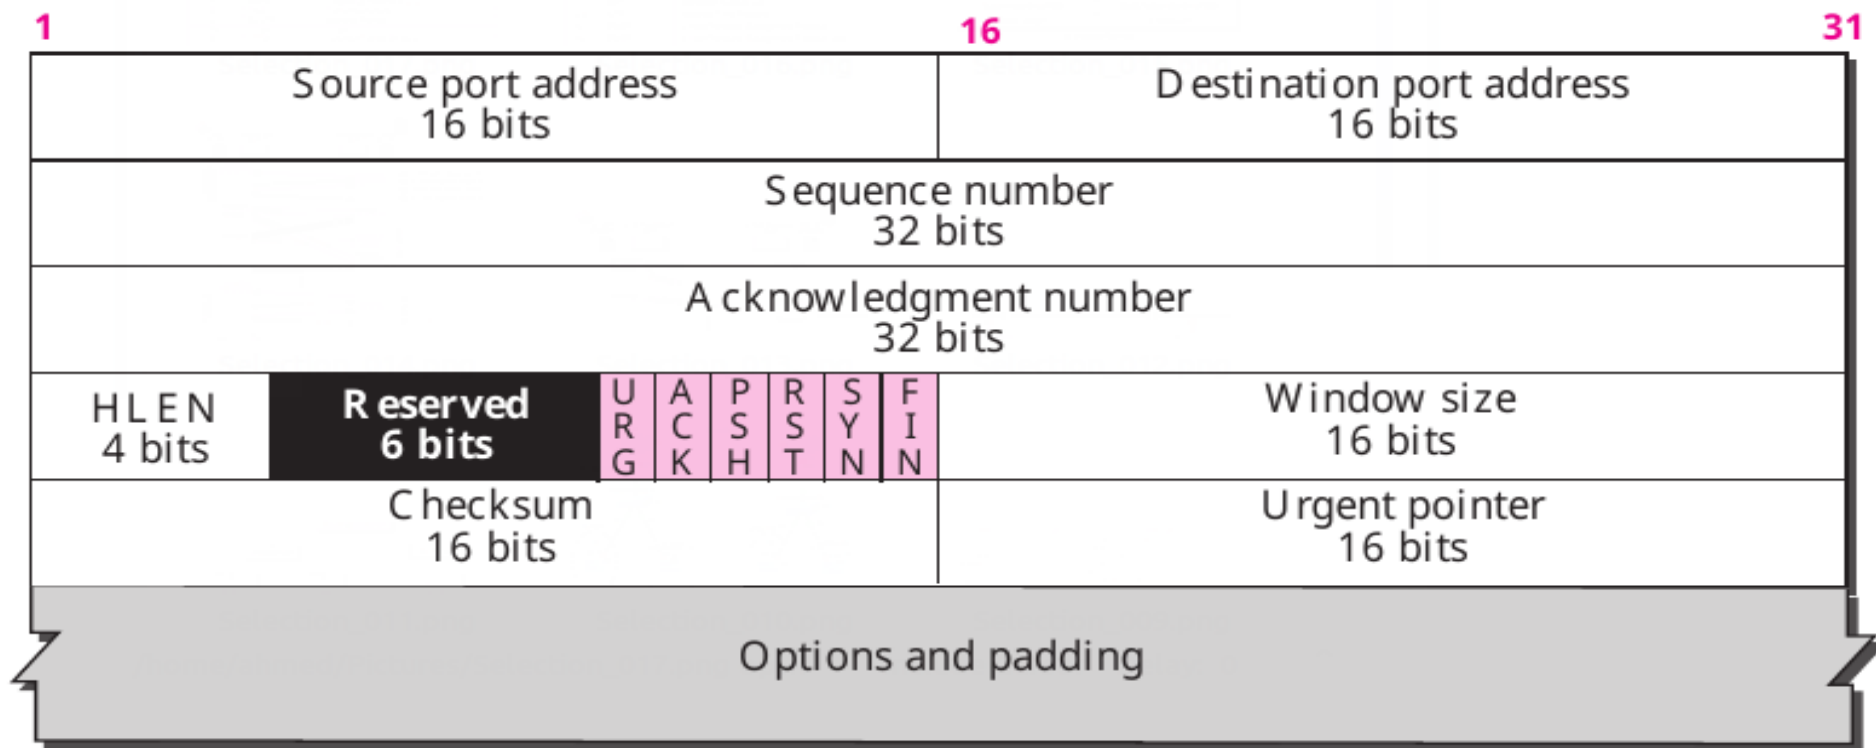 1 16 31
Source port address Destination port address
16 bits 16 bits
Sequence number
32 bits
Acknowledgment number
32 bits
HLEN Reserved URG ACK PSH RST SYN FIN Window size
4 bits 6 bits 16 bits
Checksum Urgent pointer
16 bits 16 bits
Options and padding